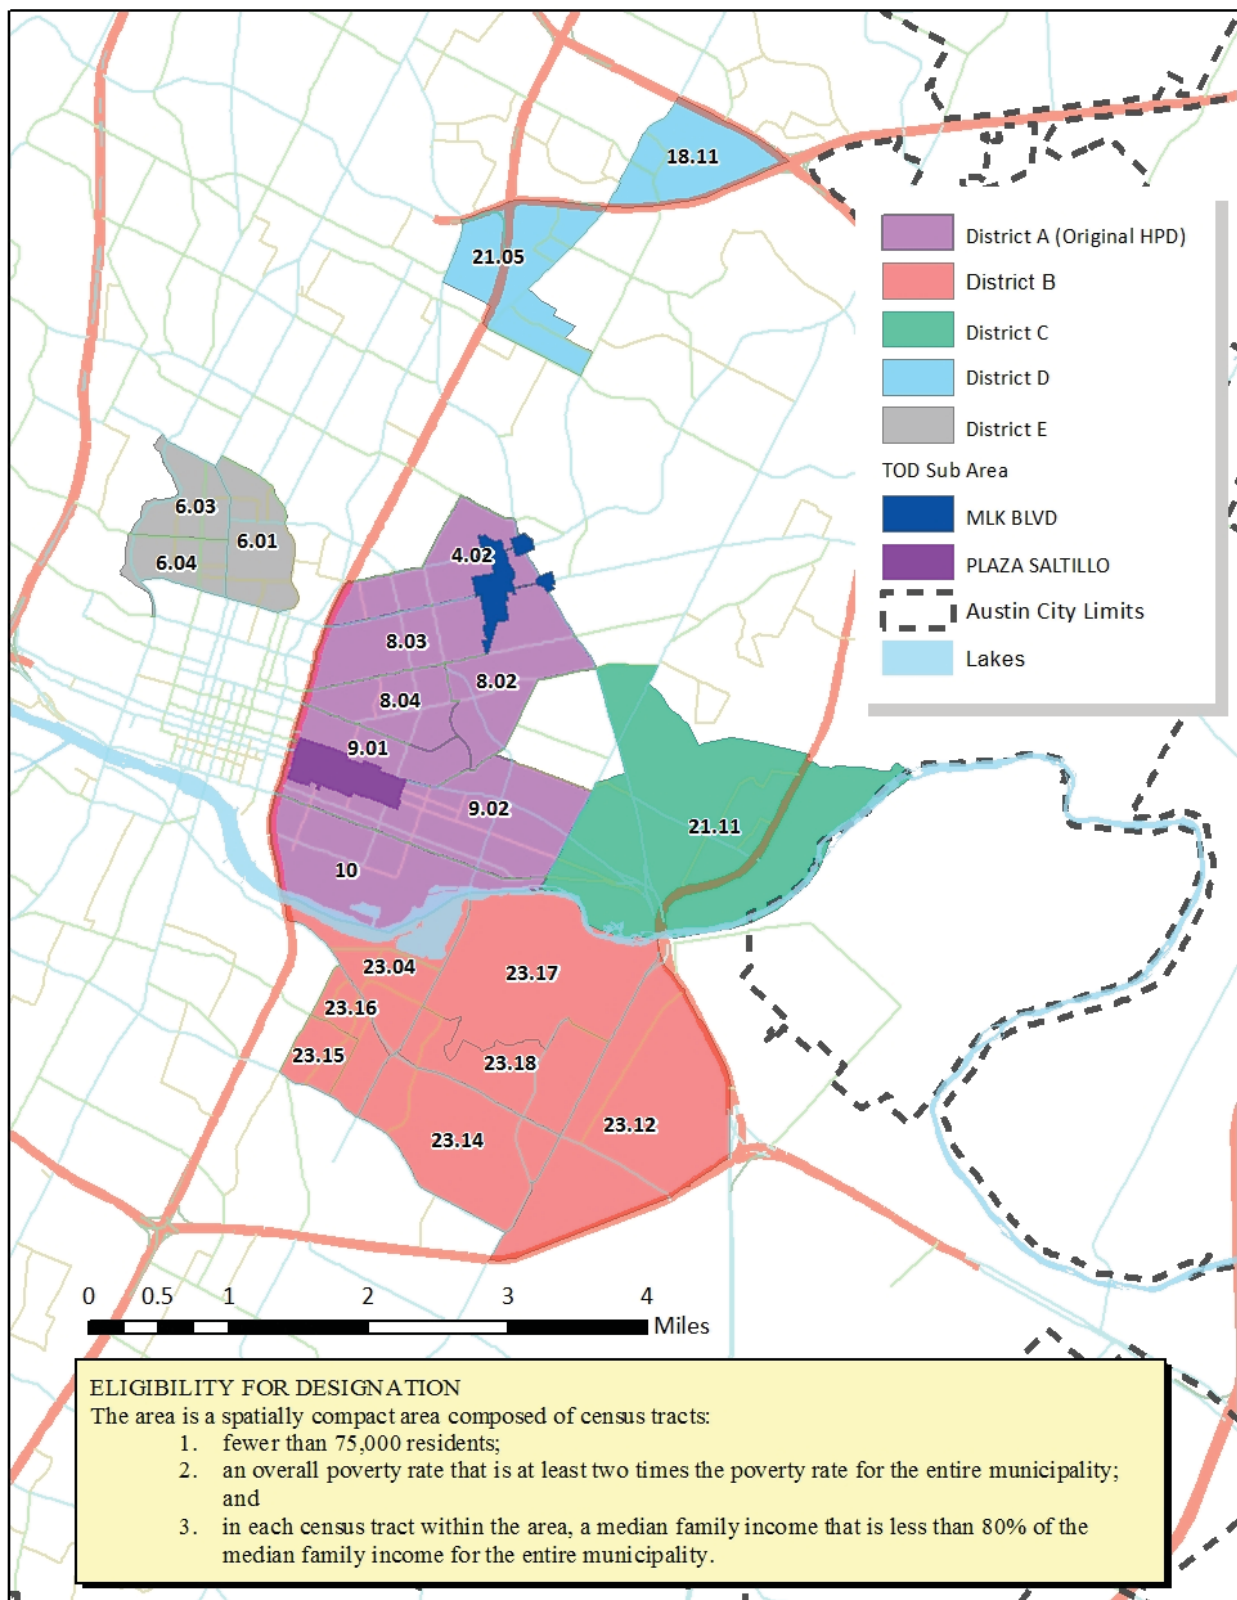 18.11
21.05
District A (Original HPD)
District B
District C
District D
District E
TOD Sub Area
MLK BLVD
PLAZA SALTILLO
Austin City Limits
Lakes
6.03
6.01
6.04
4.02
8.03
8.02
8.04
9.01
9.02
21.11
10
23.04
23.17
23.16
23.15
23.18
23.12
23.14
0 0.5 1 2 3 4
Miles
ELIGIBILITY FOR DESIGNATION
The area is a spatially compact area composed of census tracts:
1. fewer than 75,000 residents;
2. an overall poverty rate that is at least two times the poverty rate for the entire municipality;
and
3. in each census tract within the area, a median family income that is less than 80% of the
median family income for the entire municipality.